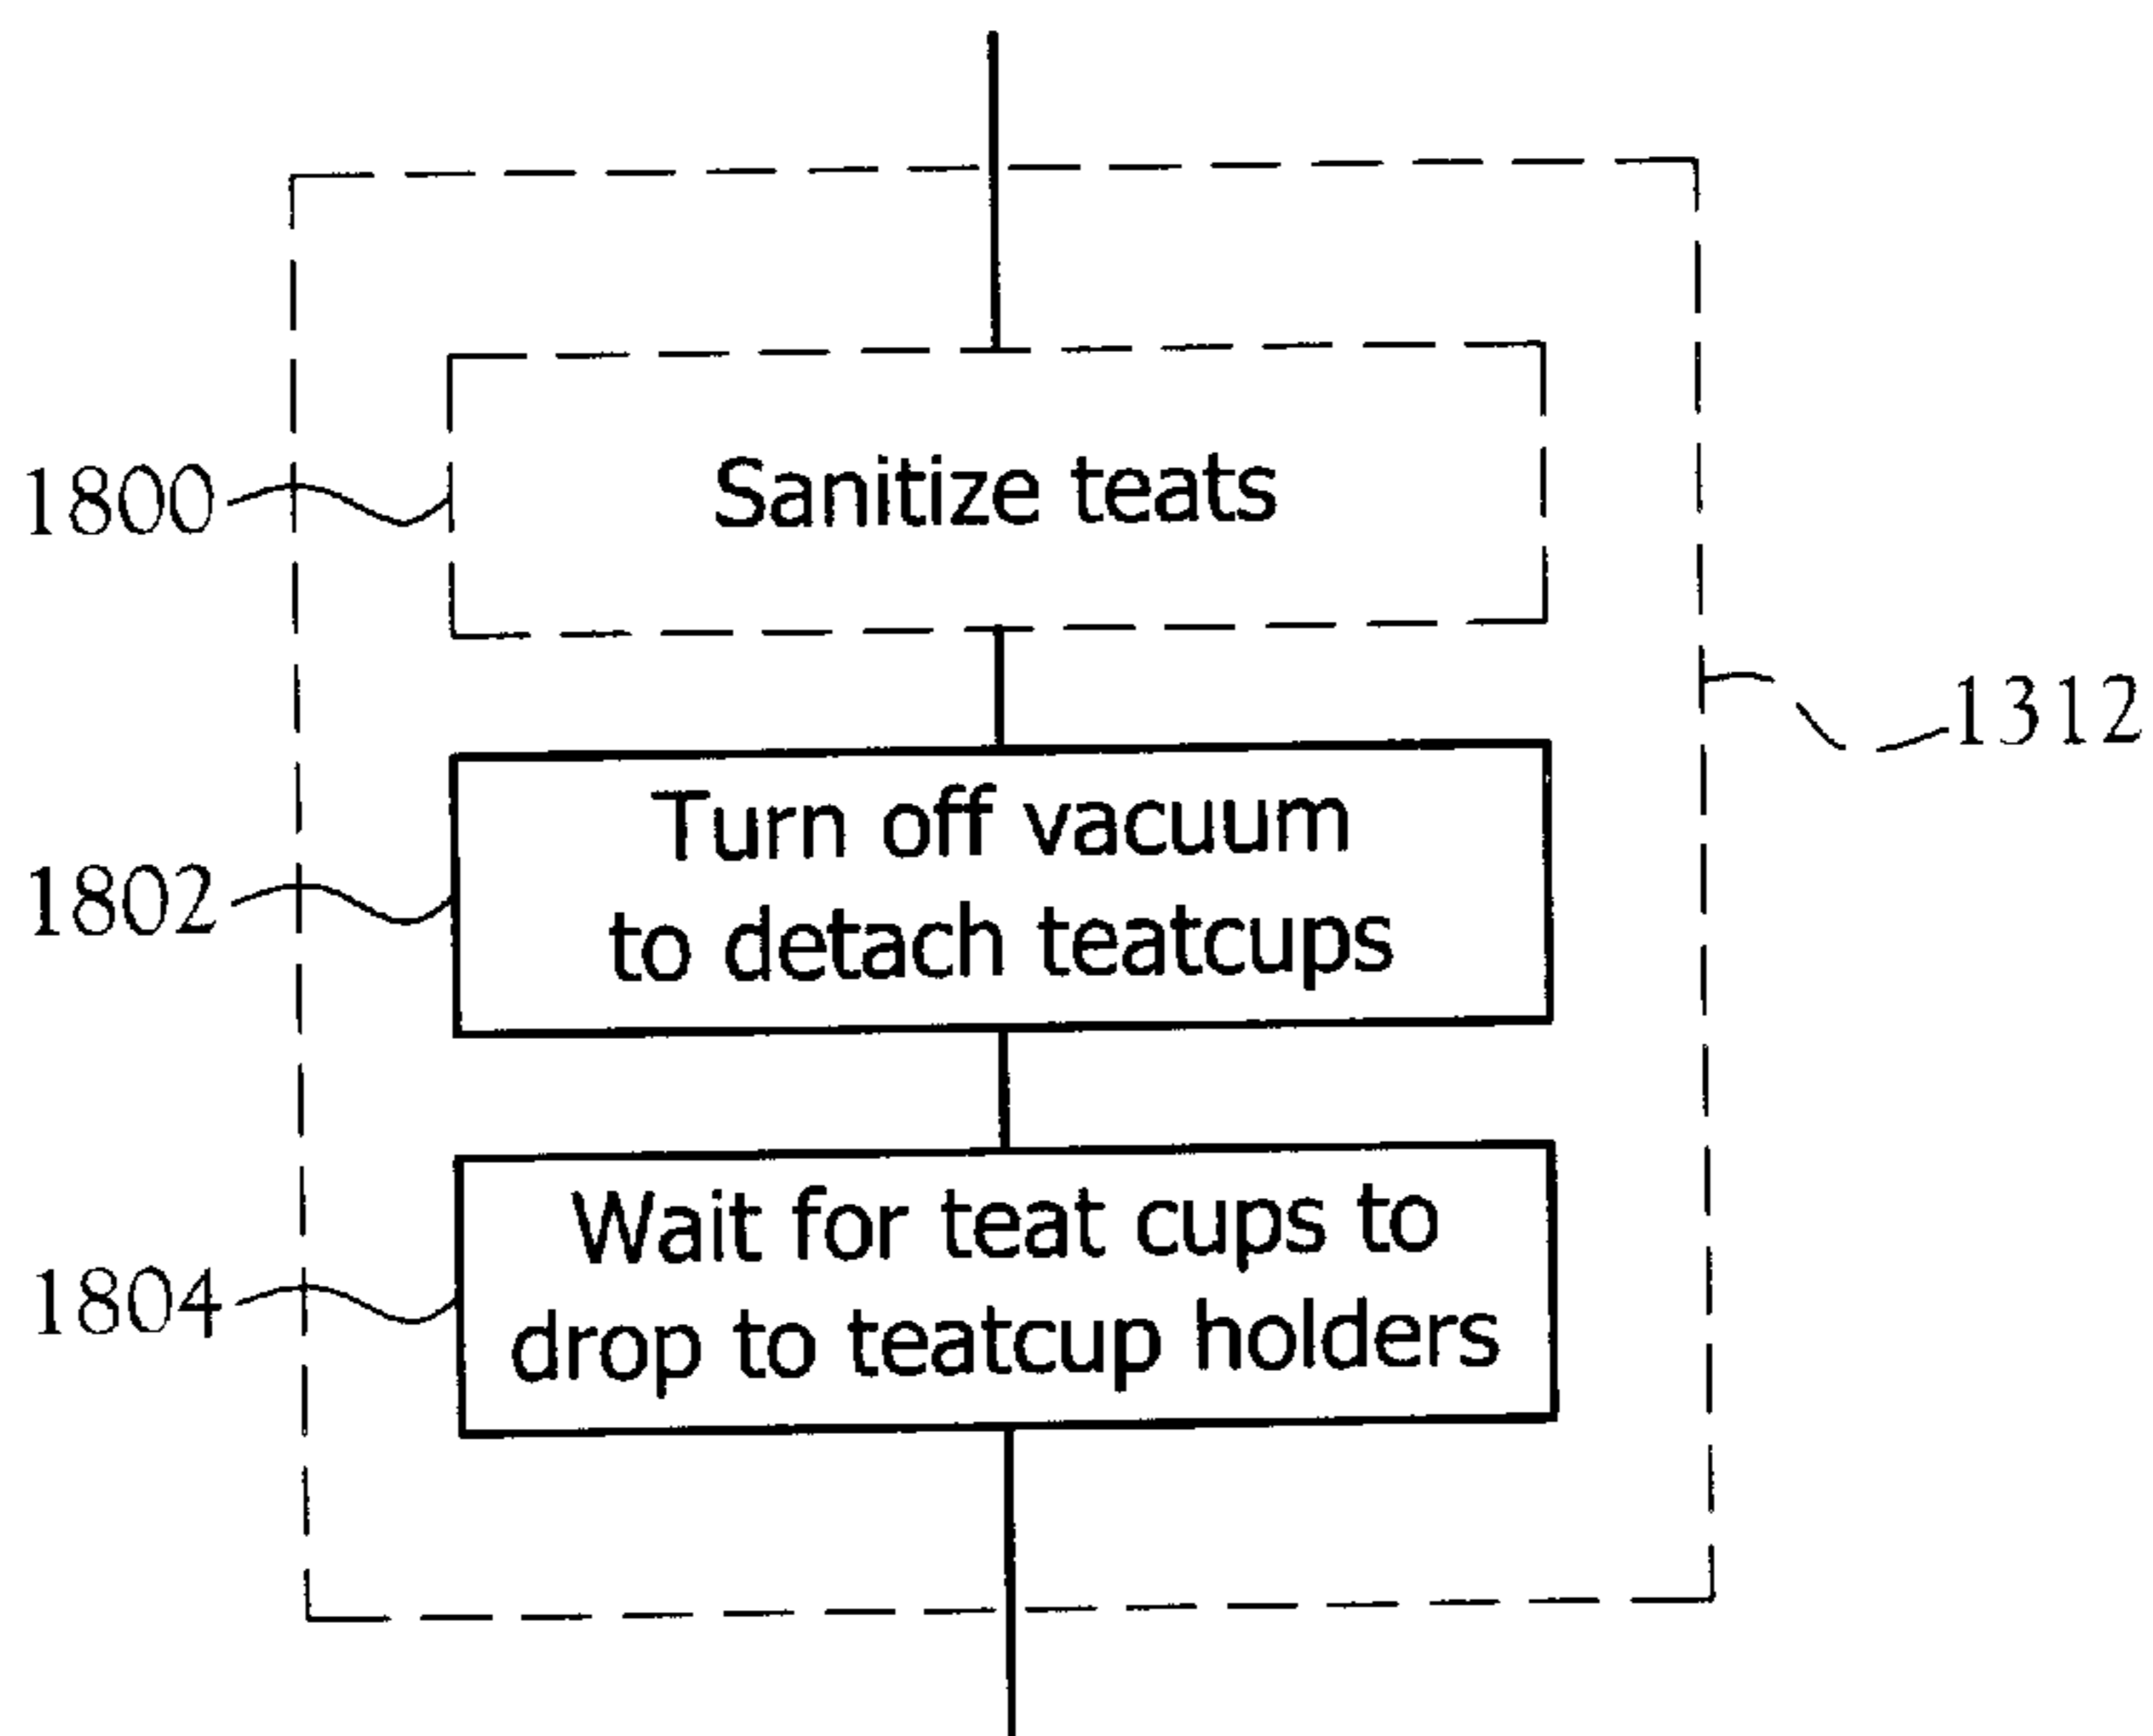 1800
Sanitize teats
1312
1802
Turn off vacuum
to detach teatcups
1804
Wait for teat cups to
drop to teatcup holders